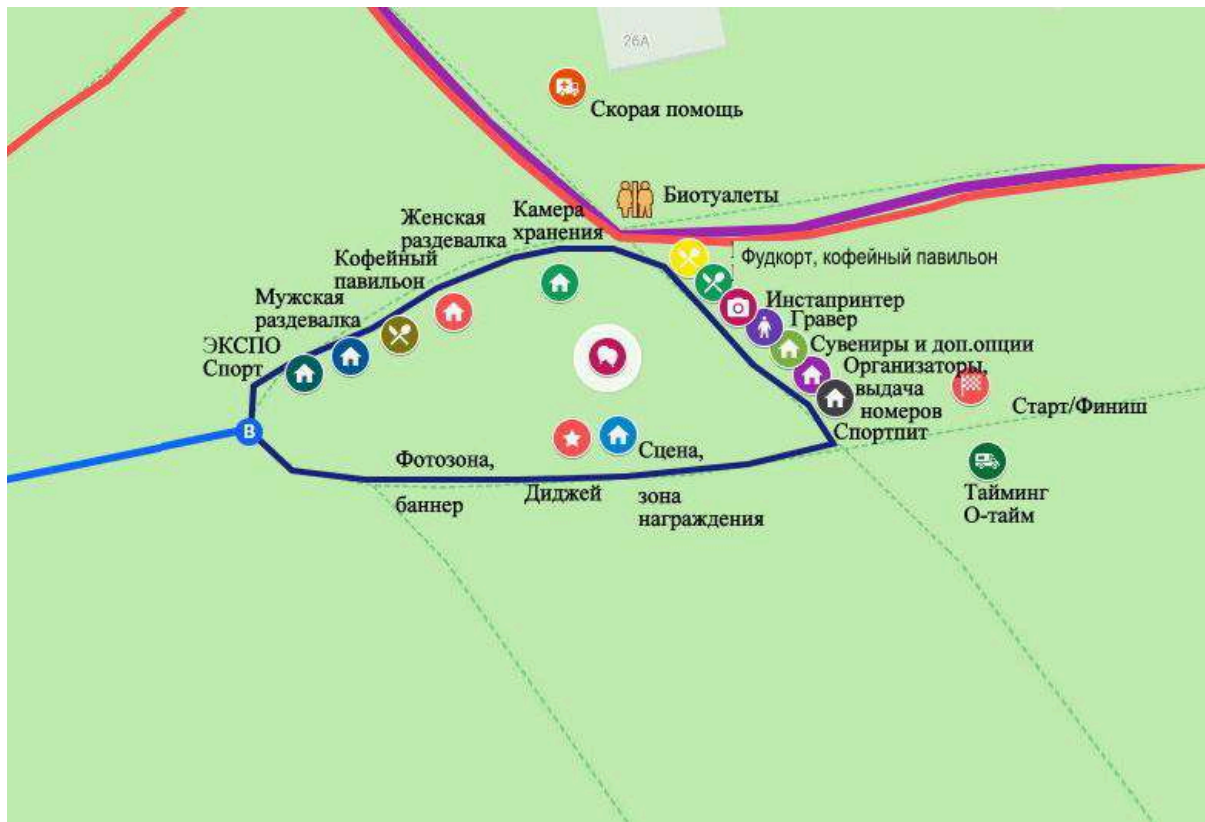 26А
Скорая помощь
Биотуалеты
Женская
раздевалка
Камера
хранения
Кофейный
павильон
Фудкорт, кофейный павильон
Мужская
раздевалка
Инстапринтер
Гравер
ЭКСПО
Спорт
Сувениры и доп.опции
Организаторы,
выдача
номеров
Старт/Финиш
Спортпит
B
Фотозона,
баннер
Диджей
Сцена,
зона
награждения
Тайминг
О-тайм